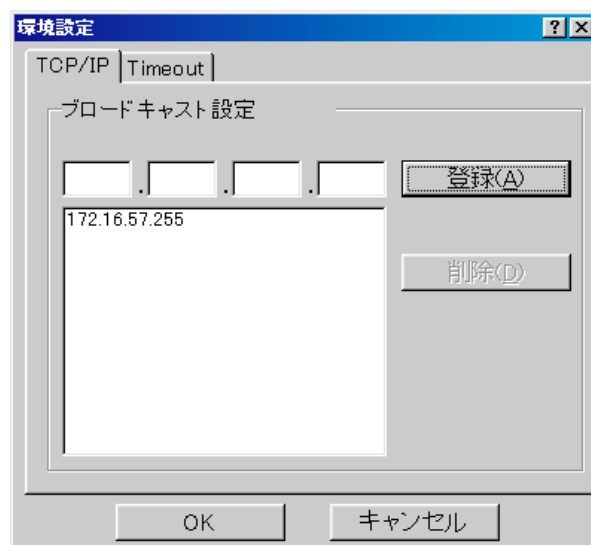 環境設定
TCP/IP Timeout
ブロードキャスト設定
. . . 登録(A)
172.16.57.255
削除(D)
OK キャンセル